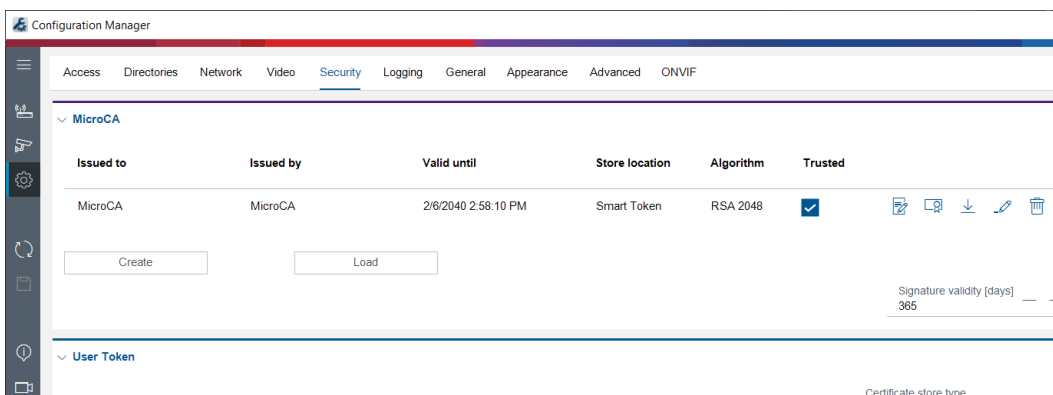 Configuration Manager
Access Directories Network Video Security Logging General Appearance Advanced ONVIF
MicroCA
Issued to Issued by Valid until Store location Algorithm Trusted
MicroCA MicroCA 2/6/2040 2:58:10 PM Smart Token RSA 2048
Create Load
Signature validity [days]
365
User Token
Certificate store type